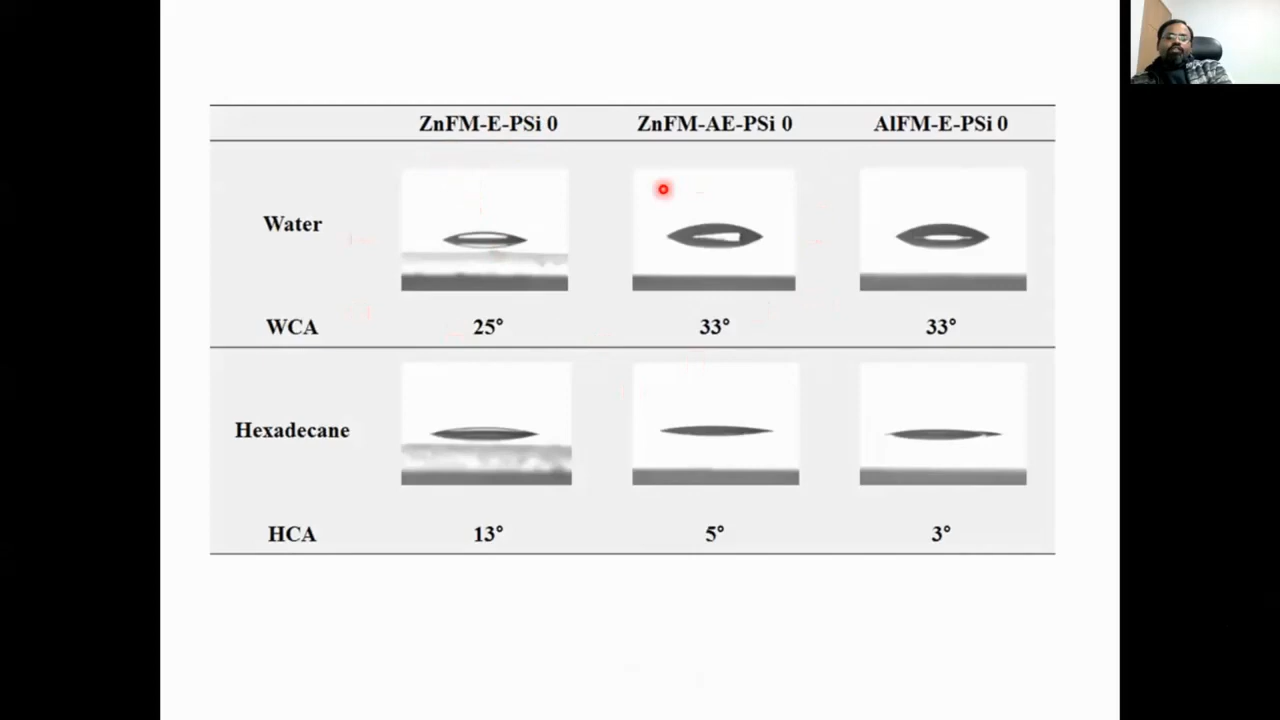 ZnFM-E-PSi 0 ZnFM-AE-PSi 0 AlFM-E-PSi 0
Water
WCA 25° 33° 33°
Hexadecane
HCA 13° 5° 3°